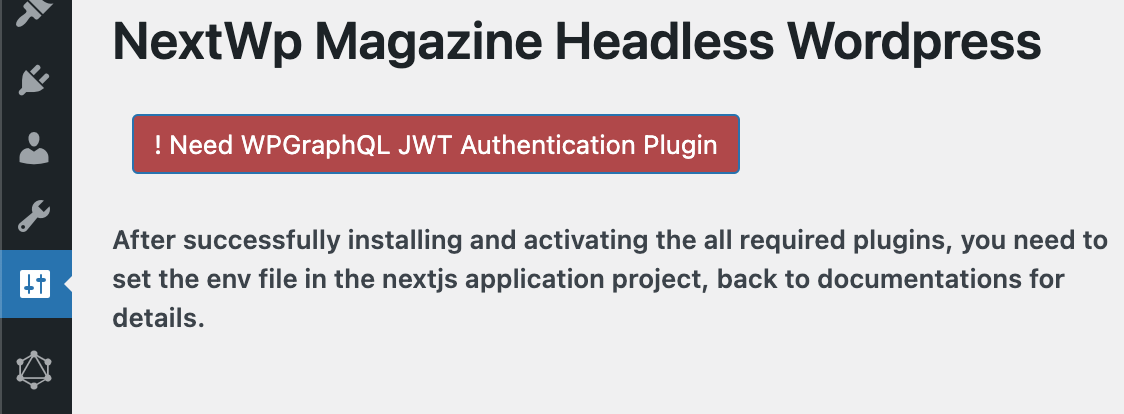 NextWp Magazine Headless Wordpress
! Need WPGraphQL JWT Authentication Plugin
After successfully installing and activating the all required plugins, you need to
set the env file in the nextjs application project, back to documentations for
details.